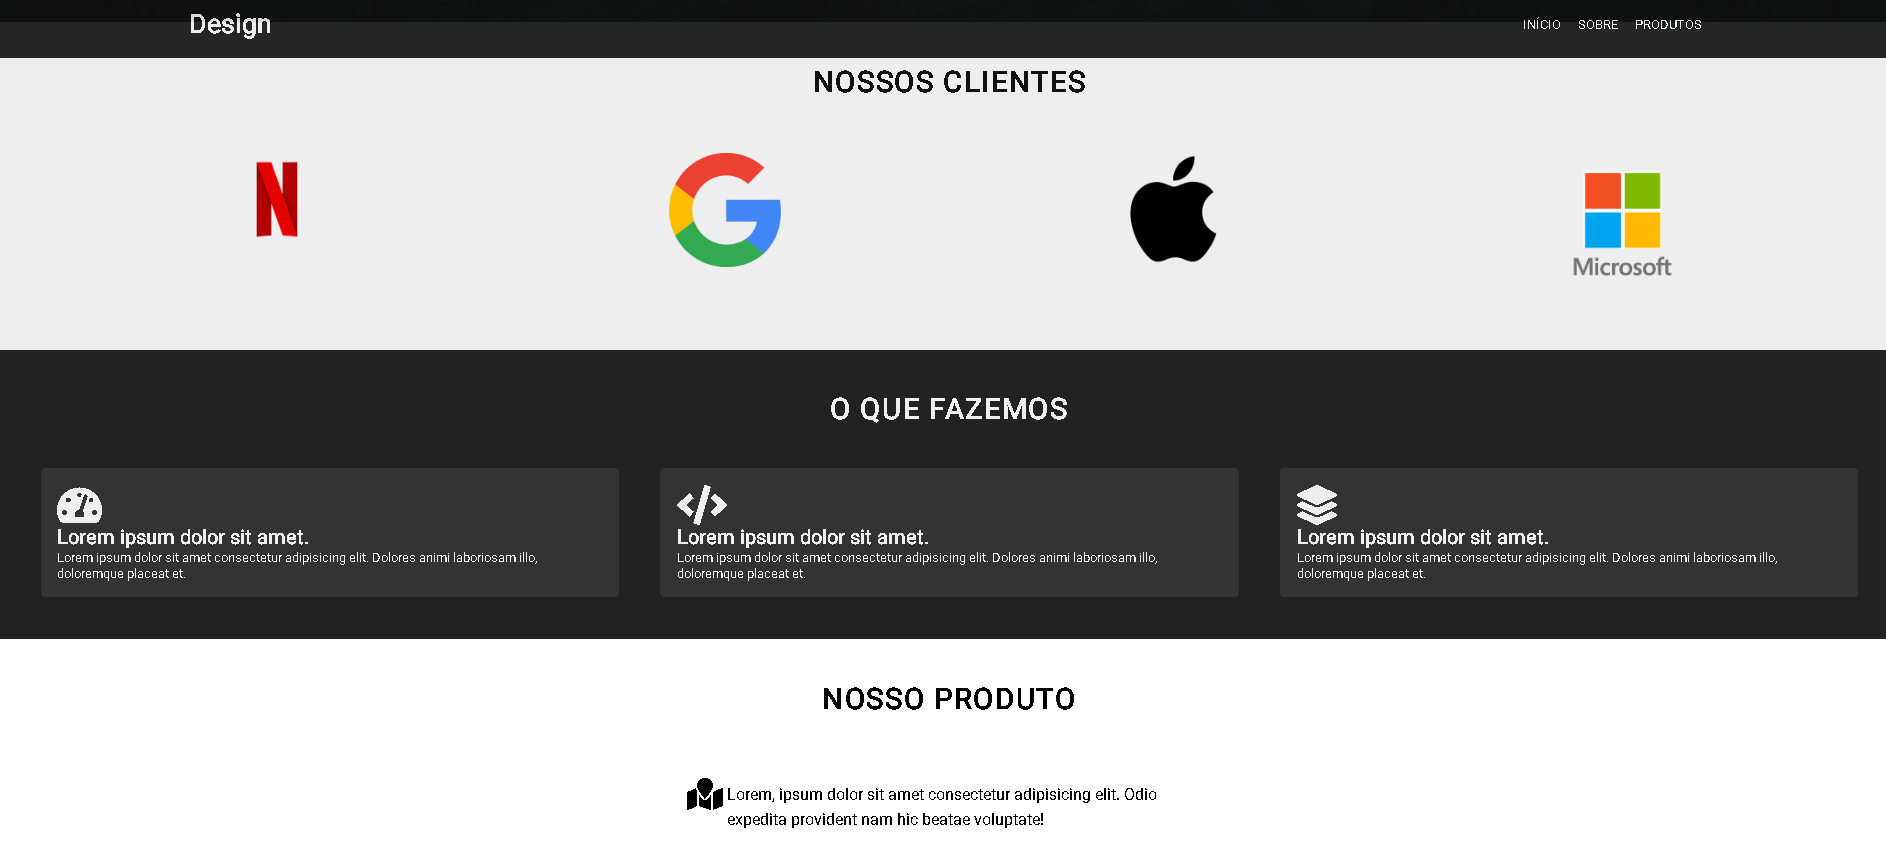 Design
INÍCIO SOBRE PRODUTOS
NOSSOS CLIENTES
Microsoft
O QUE FAZEMOS
Lorem ipsum dolor sit amet.
Lorem ipsum dolor sit amet consectetur adipisicing elit. Dolores animi laboriosam illo,
doloremque placeat et.
Lorem ipsum dolor sit amet.
Lorem ipsum dolor sit amet consectetur adipisicing elit. Dolores animi laboriosam illo,
doloremque placeat et.
Lorem ipsum dolor sit amet.
Lorem ipsum dolor sit amet consectetur adipisicing elit. Dolores animi laboriosam illo,
doloremque placeat et.
NOSSO PRODUTO
Lorem, ipsum dolor sit amet consectetur adipisicing elit. Odio
expedita provident nam hic beatae voluptate!